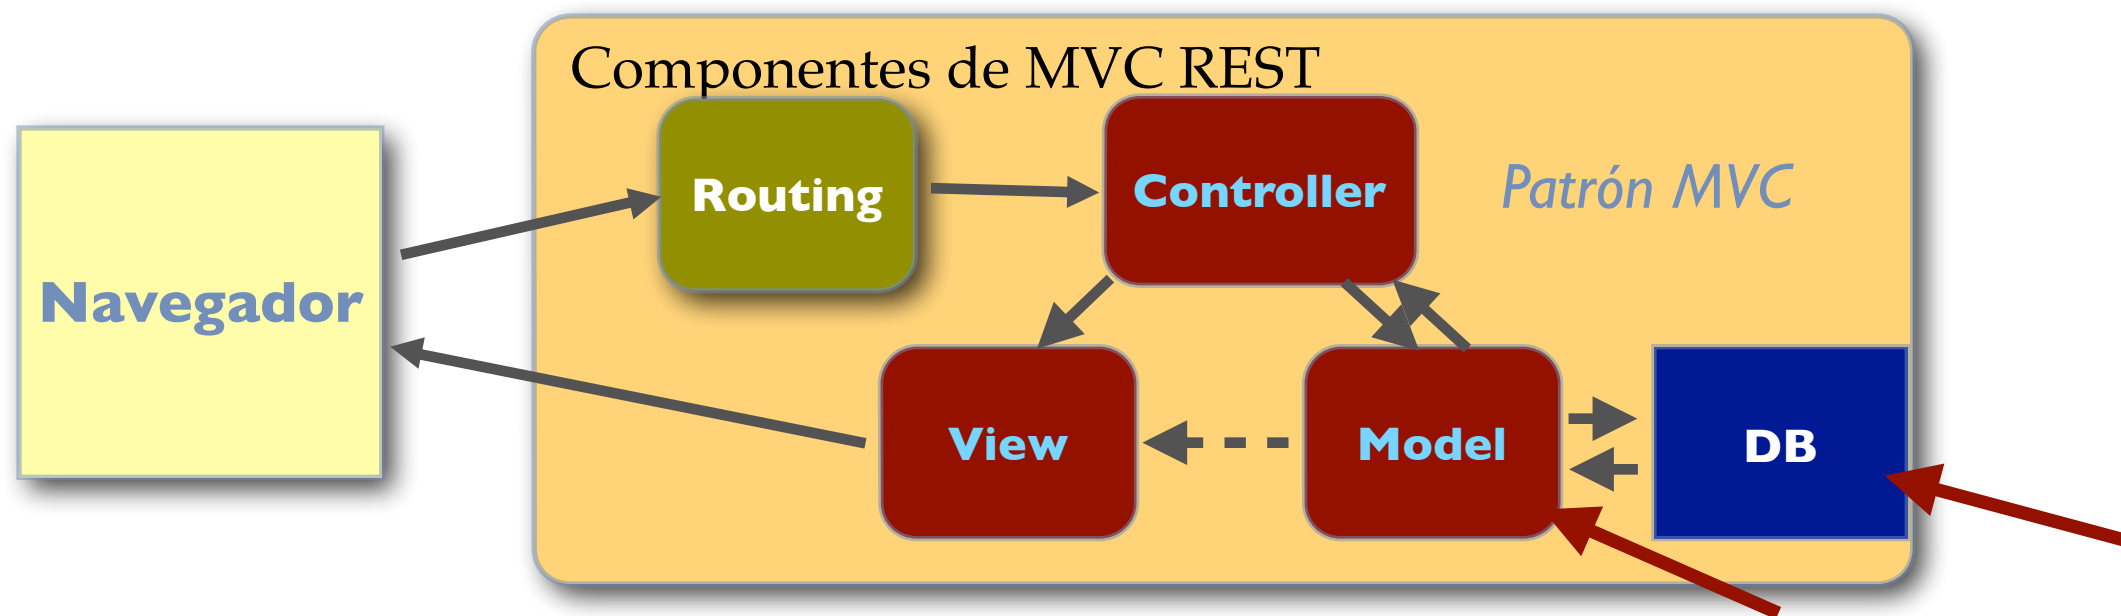 Componentes de MVC REST
Navegador
Routing
Controller
Patrón MVC
View
Model
DB